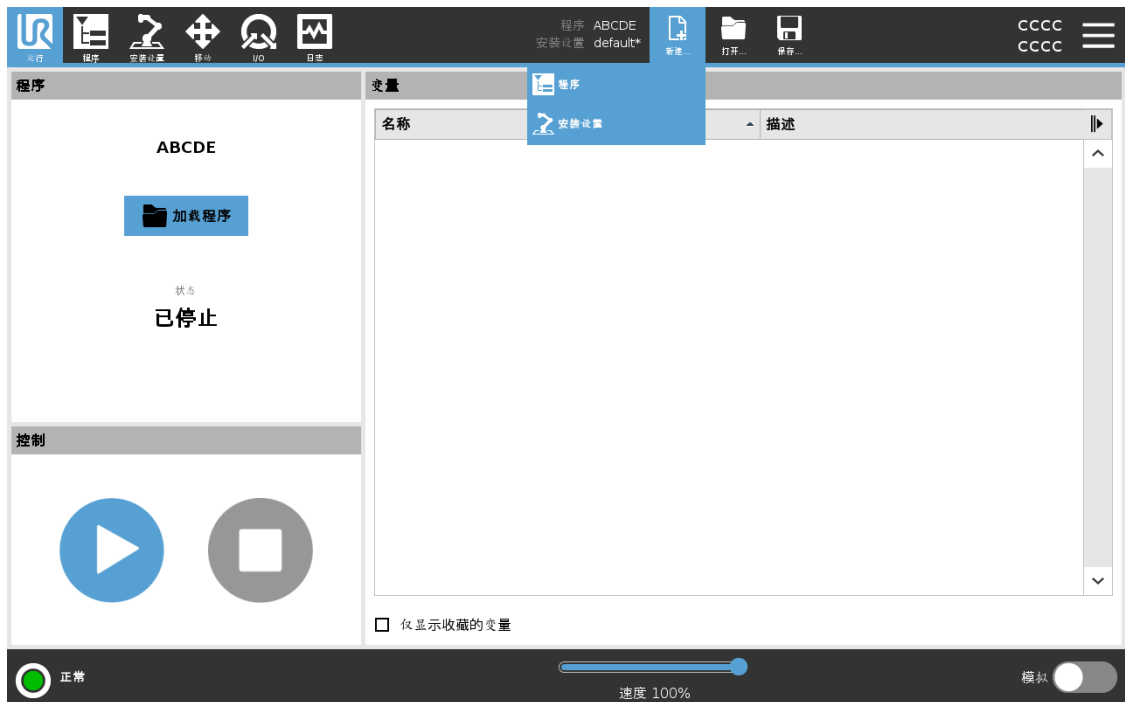 UR
运行
程序
安装设置
移动
I/O
日志
程序 ABCDE
安装设置 default*
新建...
打开...
保存...
CCCC
CCCC
程序
安装设置
程序
ABCDE
加载程序
状态
已停止
控制
变量
名称
描述
仅显示收藏的变量
正常
速度 100%
模拟